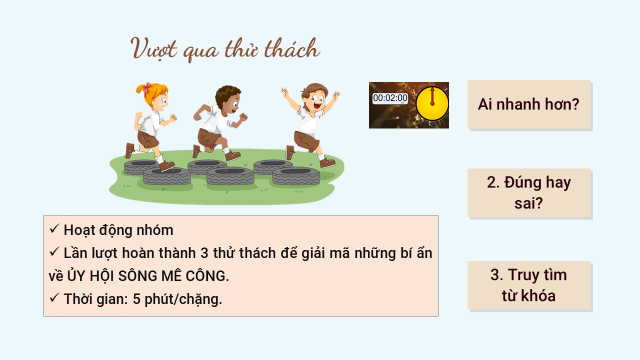 Vượt qua thử thách
00:02:00
Ai nhanh hơn?
2. Đúng hay
sai?
3. Truy tìm
từ khóa
✓ Hoạt động nhóm
✓ Lần lượt hoàn thành 3 thử thách để giải mã những bí ẩn
về ỦY HỘI SÔNG MÊ CÔNG.
✓ Thời gian: 5 phút/chặng.